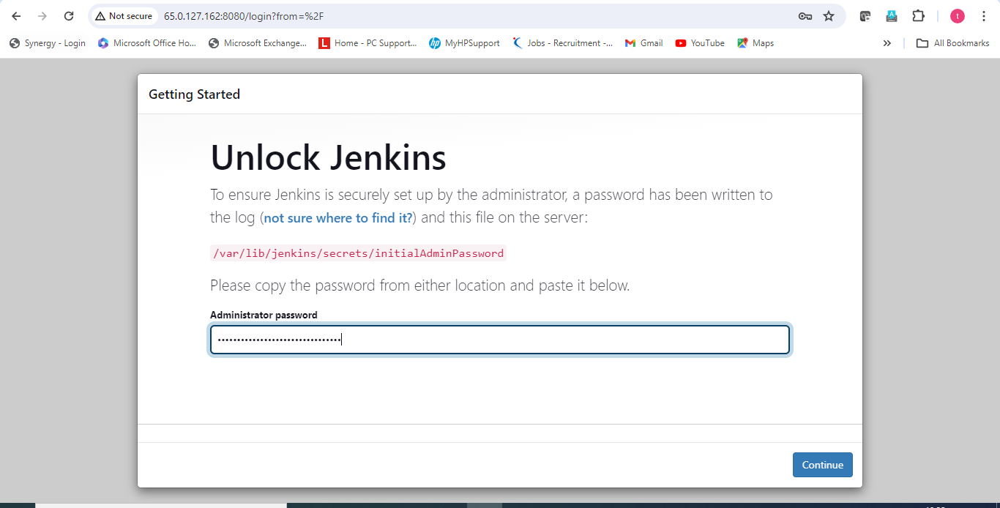 Not secure 65.0.127.162:8080/login?from=%2F t
Synergy - Login Microsoft Office Ho... Microsoft Exchange... L Home - PC Support... hp MyHPSupport Jobs - Recruitment -... Gmail YouTube Maps » All Bookmarks
Getting Started
Unlock Jenkins
To ensure Jenkins is securely set up by the administrator, a password has been written to
the log (not sure where to find it?) and this file on the server:
/var/lib/jenkins/secrets/initialAdminPassword
Please copy the password from either location and paste it below.
Administrator password
••••••••••••••••••••••••••••••••
Continue